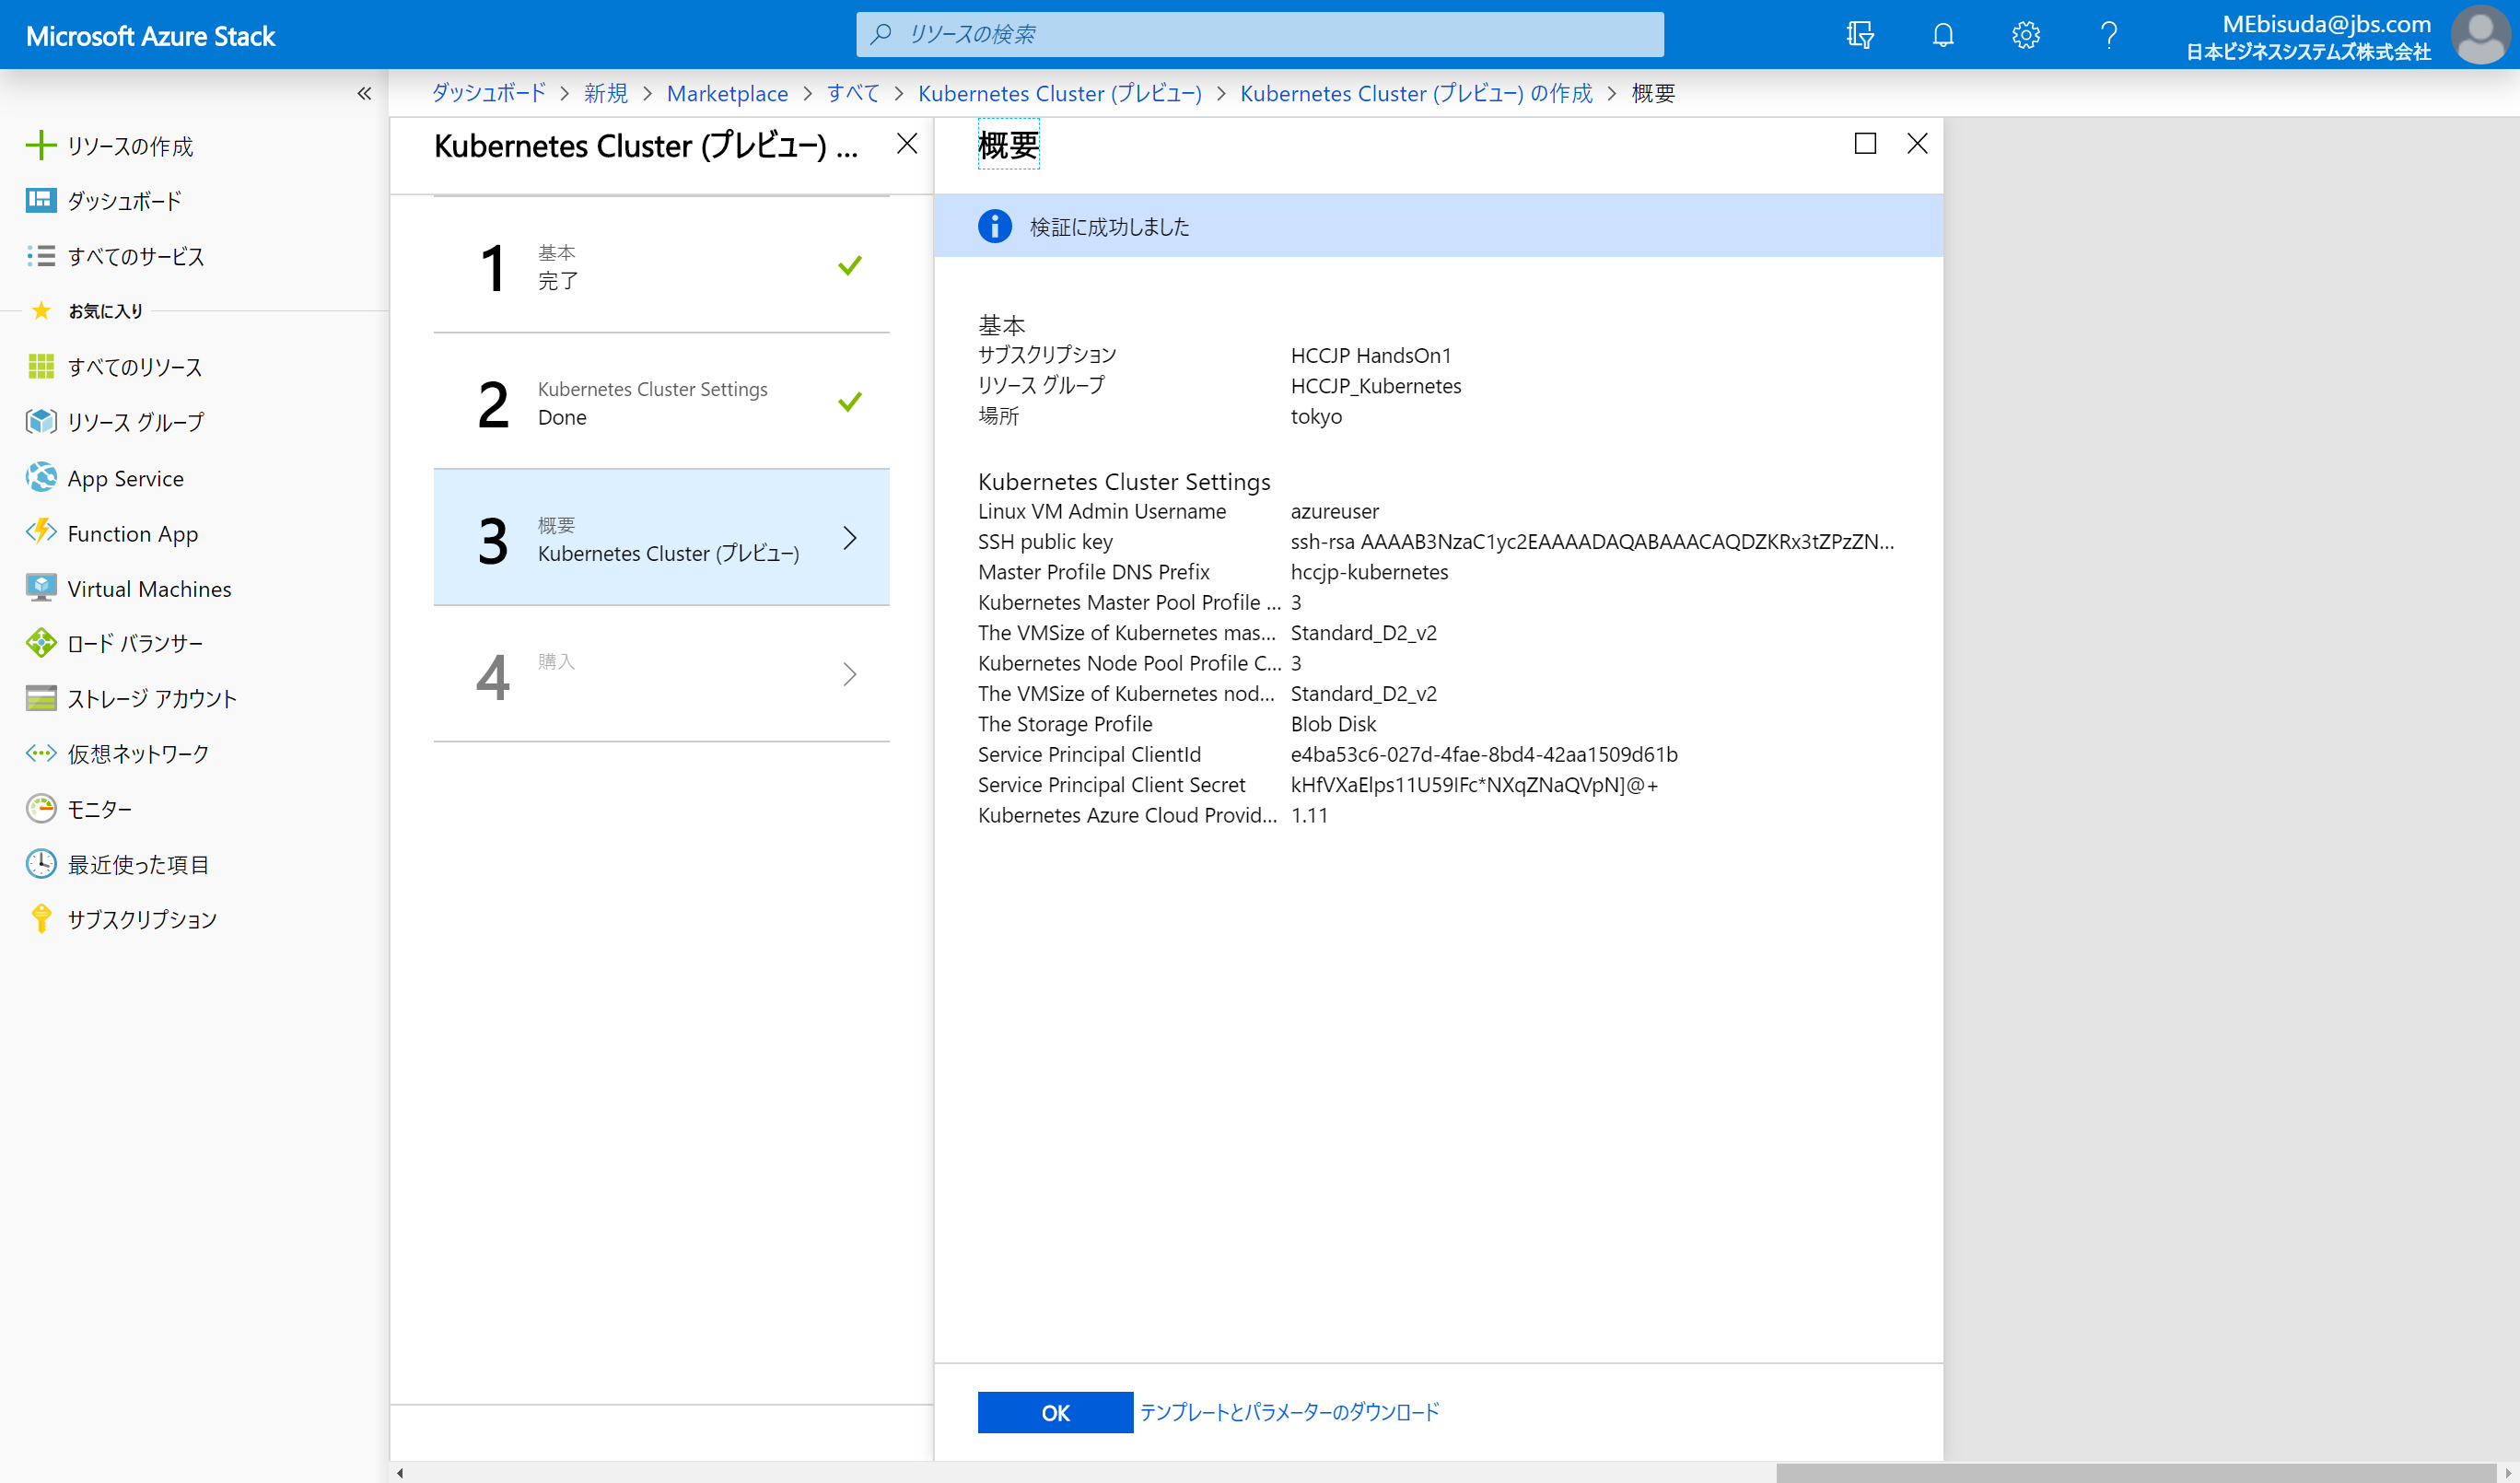 Microsoft Azure Stack
リソースの検索
MEbisuda@jbs.com
日本ビジネスシステムズ株式会社
ダッシュボード > 新規 > Marketplace > すべて > Kubernetes Cluster (プレビュー) > Kubernetes Cluster (プレビュー) の作成 > 概要
リソースの作成
ダッシュボード
すべてのサービス
お気に入り
すべてのリソース
リソース グループ
App Service
Function App
Virtual Machines
ロード バランサー
ストレージ アカウント
仮想ネットワーク
モニター
最近使った項目
サブスクリプション
Kubernetes Cluster (プレビュー) ...
1
基本
完了
2
Kubernetes Cluster Settings
Done
3
概要
Kubernetes Cluster (プレビュー)
4
購入
概要
検証に成功しました
基本
サブスクリプション HCCJP HandsOn1
リソース グループ HCCJP_Kubernetes
場所 tokyo
Kubernetes Cluster Settings
Linux VM Admin Username azureuser
SSH public key ssh-rsa AAAAB3NzaC1yc2EAAAADAQABAAACAQDZKRx3tZPzZN...
Master Profile DNS Prefix hccjp-kubernetes
Kubernetes Master Pool Profile ... 3
The VMSize of Kubernetes mas... Standard_D2_v2
Kubernetes Node Pool Profile C... 3
The VMSize of Kubernetes nod... Standard_D2_v2
The Storage Profile Blob Disk
Service Principal ClientId e4ba53c6-027d-4fae-8bd4-42aa1509d61b
Service Principal Client Secret kHfVXaElps11U59IFc*NXqZNaQVpN]@+
Kubernetes Azure Cloud Provid... 1.11
OK
テンプレートとパラメーターのダウンロード